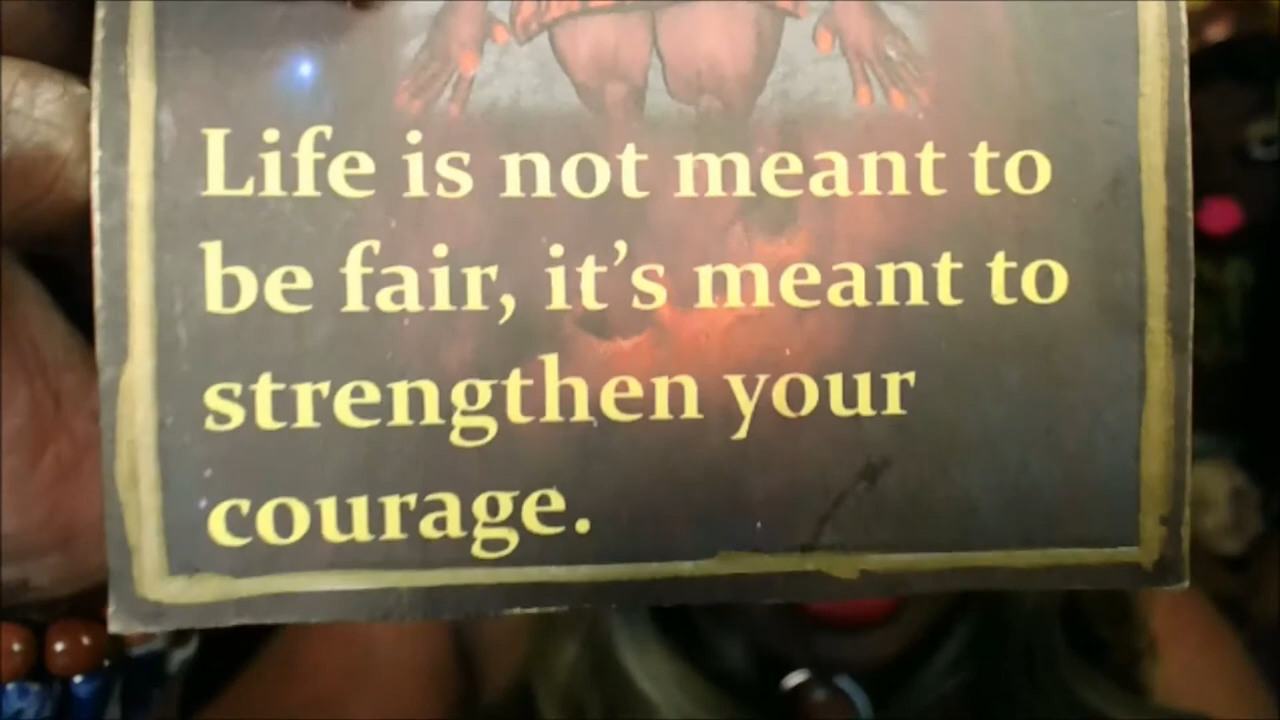 Life is not meant to
be fair, it’s meant to
strengthen your
courage.